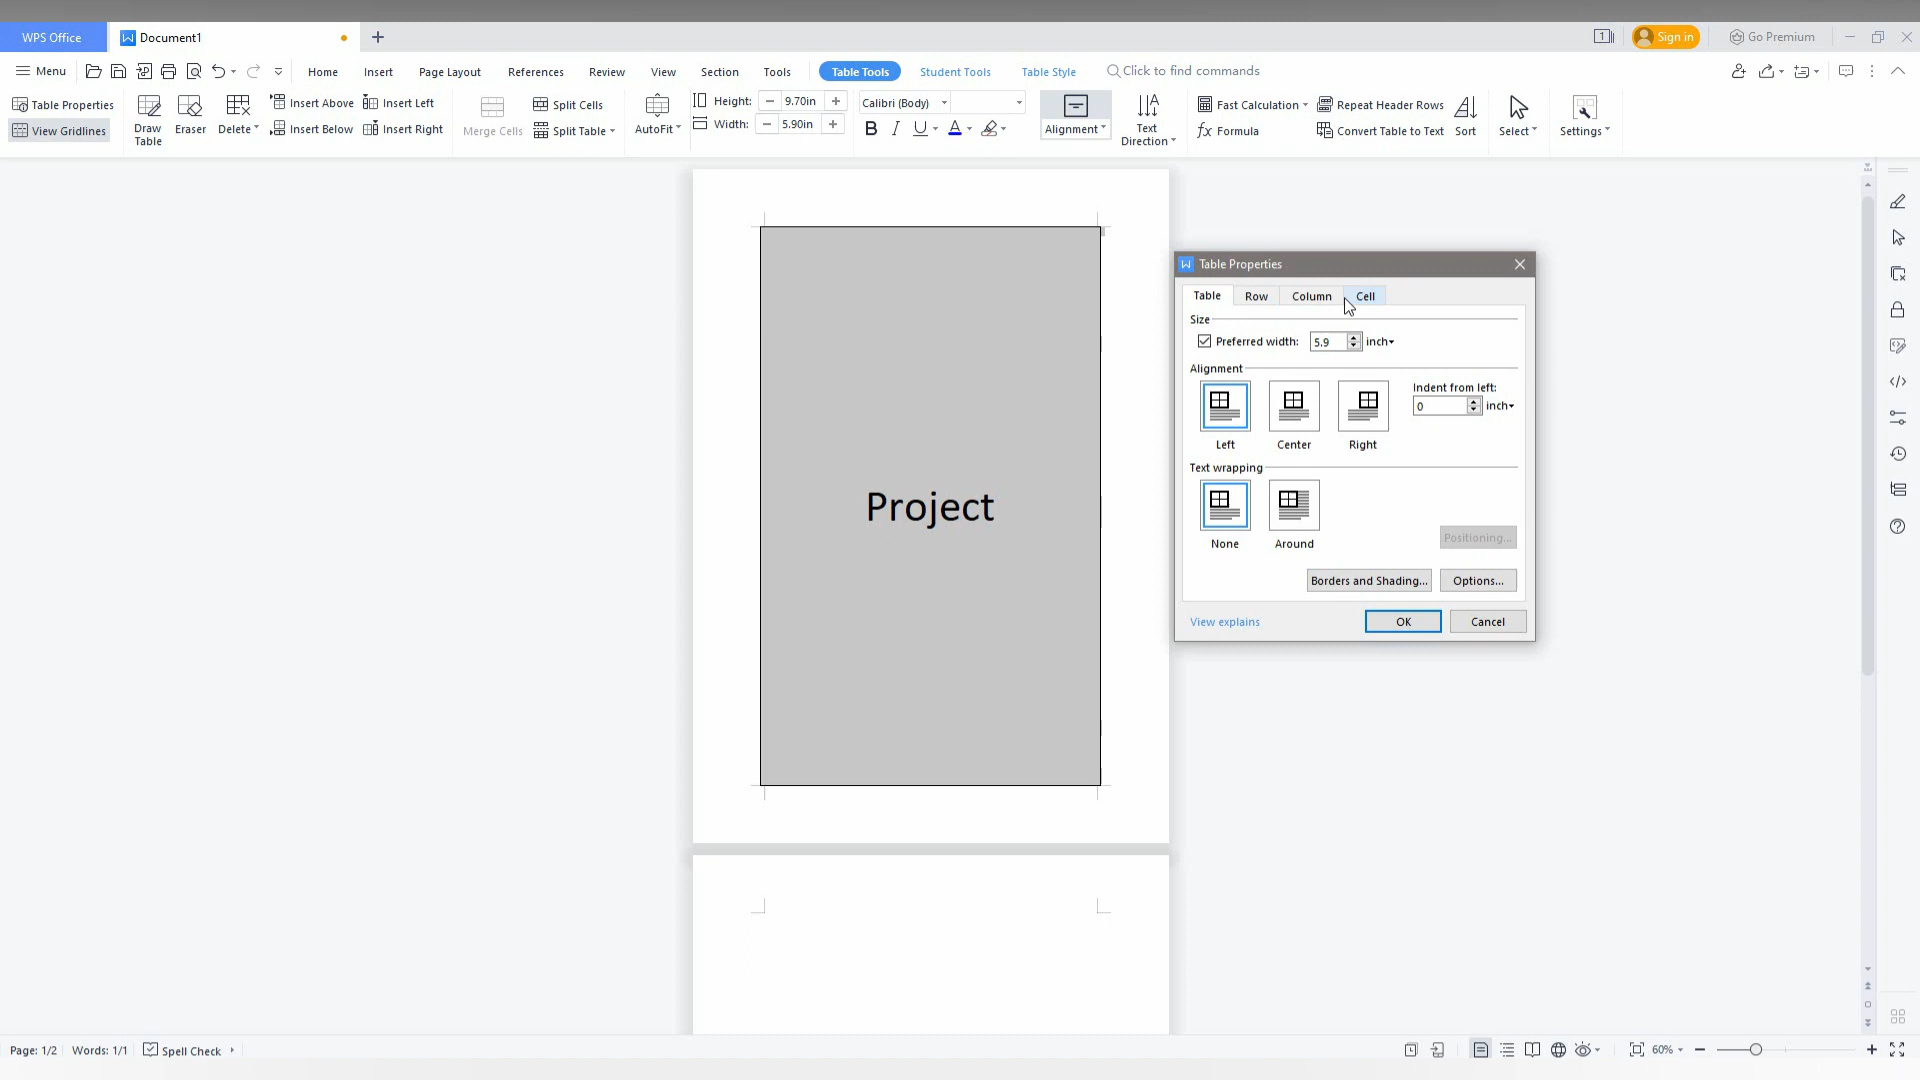 WPS Office
Document1
Sign in
Go Premium
Menu
Home
Insert
Page Layout
References
Review
View
Section
Tools
Table Tools
Student Tools
Table Style
Click to find commands
Table Properties
View Gridlines
Draw
Table
Eraser
Delete
Insert Above
Insert Below
Insert Left
Insert Right
Merge Cells
Split Cells
Split Table
AutoFit
Height:
9.70in
Width:
5.90in
Calibri (Body)
B I U A
Alignment
Text
Direction
Fast Calculation
fx Formula
Repeat Header Rows
Convert Table to Text
Sort
Select
Settings
Project
Table Properties
Table
Row
Column
Cell
Size
Preferred width:
5.9
inch
Alignment
Left
Center
Right
Indent from left:
0
inch
Text wrapping
None
Around
Positioning...
Borders and Shading...
Options...
View explains
OK
Cancel
Page: 1/2
Words: 1/1
Spell Check
60%